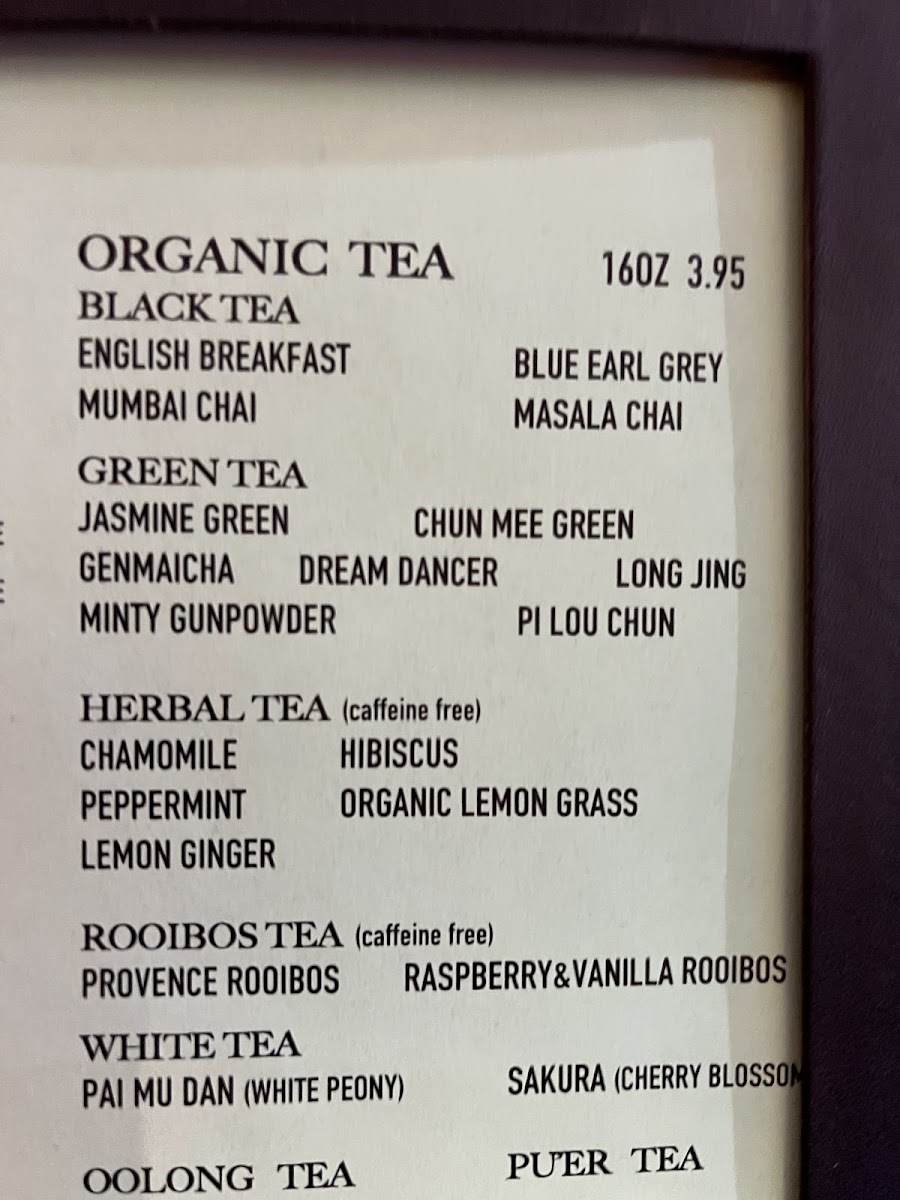 ORGANIC TEA 16OZ 3.95
BLACK TEA
ENGLISH BREAKFAST BLUE EARL GREY
MUMBAI CHAI MASALA CHAI
GREEN TEA
JASMINE GREEN CHUN MEE GREEN
GENMAICHA DREAM DANCER LONG JING
MINTY GUNPOWDER PI LOU CHUN
HERBAL TEA (caffeine free)
CHAMOMILE HIBISCUS
PEPPERMINT ORGANIC LEMON GRASS
LEMON GINGER
ROOIBOS TEA (caffeine free)
PROVENCE ROOIBOS RASPBERRY&VANILLA ROOIBOS
WHITE TEA
PAI MU DAN (WHITE PEONY) SAKURA (CHERRY BLOSSOM
OOLONG TEA PU'ER TEA